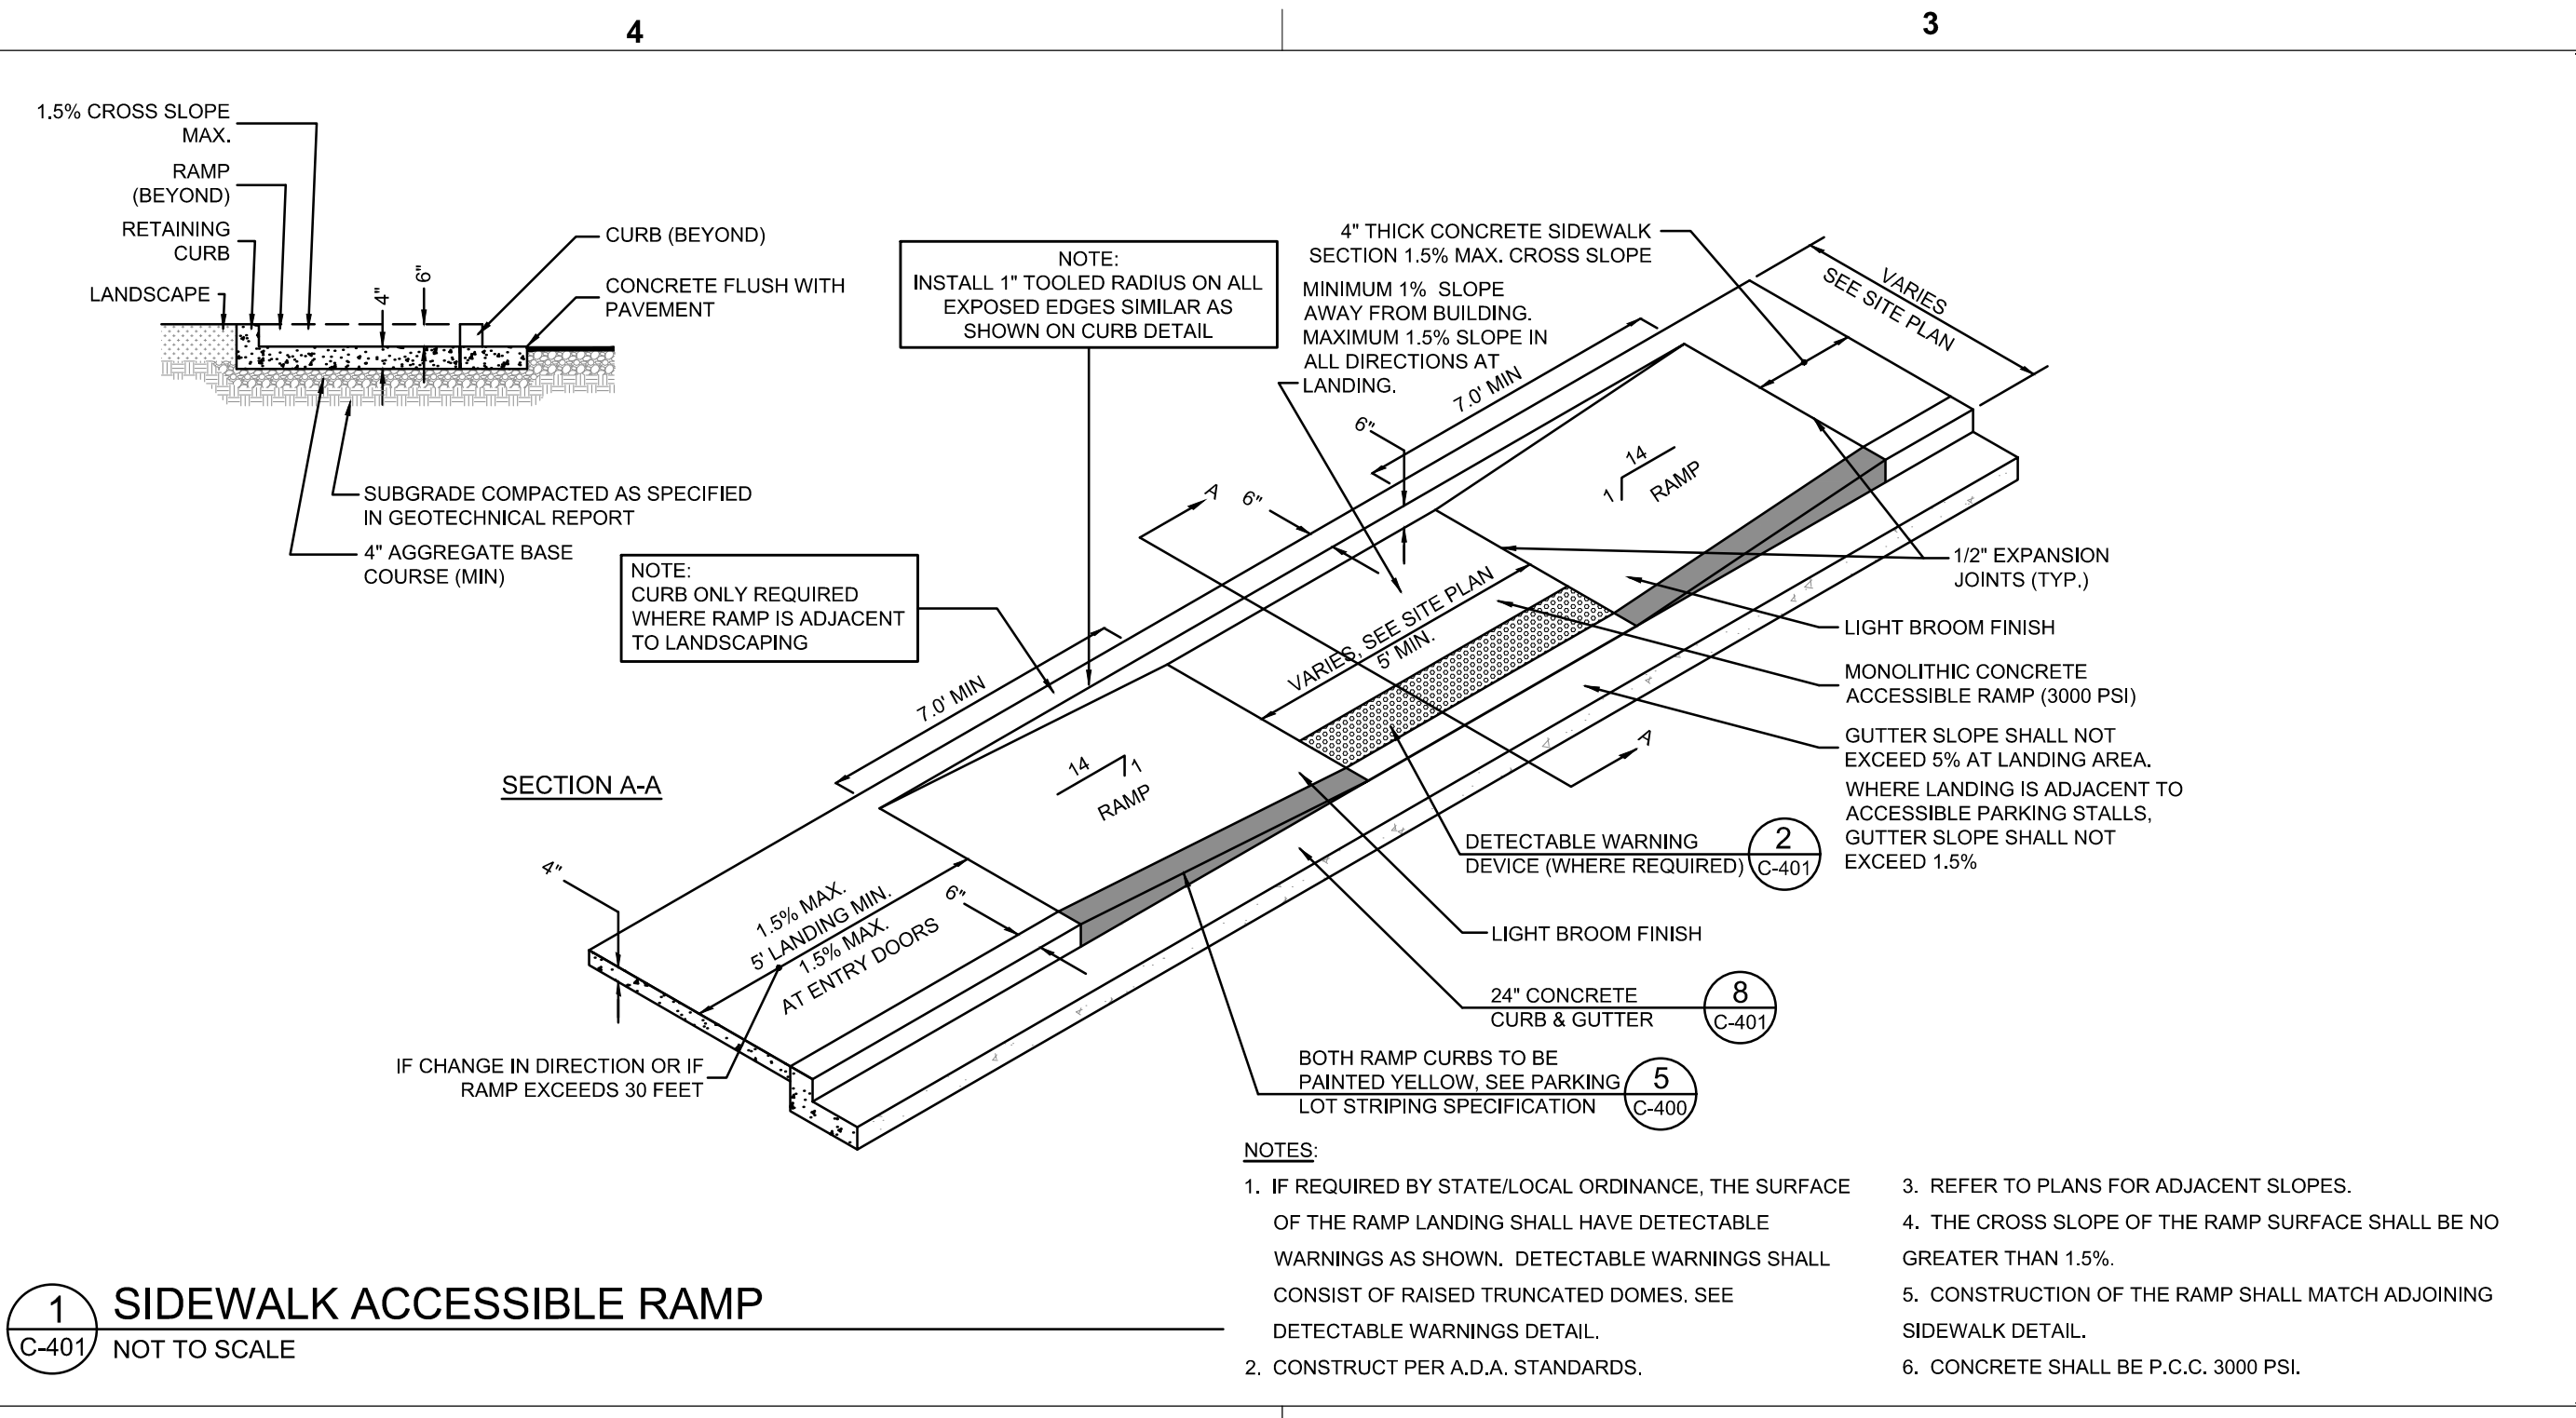 4
3
1.5% CROSS SLOPE
MAX.
RAMP
(BEYOND)
RETAINING
CURB
LANDSCAPE
4"
6"
CURB (BEYOND)
CONCRETE FLUSH WITH
PAVEMENT
SUBGRADE COMPACTED AS SPECIFIED
IN GEOTECHNICAL REPORT
4" AGGREGATE BASE
COURSE (MIN)
SECTION A-A
NOTE:
INSTALL 1" TOOLED RADIUS ON ALL
EXPOSED EDGES SIMILAR AS
SHOWN ON CURB DETAIL
NOTE:
CURB ONLY REQUIRED
WHERE RAMP IS ADJACENT
TO LANDSCAPING
4" THICK CONCRETE SIDEWALK
SECTION 1.5% MAX. CROSS SLOPE
MINIMUM 1% SLOPE
AWAY FROM BUILDING.
MAXIMUM 1.5% SLOPE IN
ALL DIRECTIONS AT
LANDING.
VARIES
SEE SITE PLAN
7.0' MIN
6"
A
6"
14
1
RAMP
VARIES, SEE SITE PLAN
5' MIN.
7.0' MIN
14
1
RAMP
A
1/2" EXPANSION
JOINTS (TYP.)
LIGHT BROOM FINISH
MONOLITHIC CONCRETE
ACCESSIBLE RAMP (3000 PSI)
GUTTER SLOPE SHALL NOT
EXCEED 5% AT LANDING AREA.
WHERE LANDING IS ADJACENT TO
ACCESSIBLE PARKING STALLS,
GUTTER SLOPE SHALL NOT
EXCEED 1.5%
DETECTABLE WARNING
DEVICE (WHERE REQUIRED)
2
C-401
LIGHT BROOM FINISH
24" CONCRETE
CURB & GUTTER
8
C-401
BOTH RAMP CURBS TO BE
PAINTED YELLOW, SEE PARKING
LOT STRIPING SPECIFICATION
5
C-400
4"
1.5% MAX.
5' LANDING MIN.
1.5% MAX.
AT ENTRY DOORS
6"
IF CHANGE IN DIRECTION OR IF
RAMP EXCEEDS 30 FEET
NOTES:
1. IF REQUIRED BY STATE/LOCAL ORDINANCE, THE SURFACE
OF THE RAMP LANDING SHALL HAVE DETECTABLE
WARNINGS AS SHOWN. DETECTABLE WARNINGS SHALL
CONSIST OF RAISED TRUNCATED DOMES. SEE
DETECTABLE WARNINGS DETAIL.
2. CONSTRUCT PER A.D.A. STANDARDS.
3. REFER TO PLANS FOR ADJACENT SLOPES.
4. THE CROSS SLOPE OF THE RAMP SURFACE SHALL BE NO
GREATER THAN 1.5%.
5. CONSTRUCTION OF THE RAMP SHALL MATCH ADJOINING
SIDEWALK DETAIL.
6. CONCRETE SHALL BE P.C.C. 3000 PSI.
1
C-401
SIDEWALK ACCESSIBLE RAMP
NOT TO SCALE